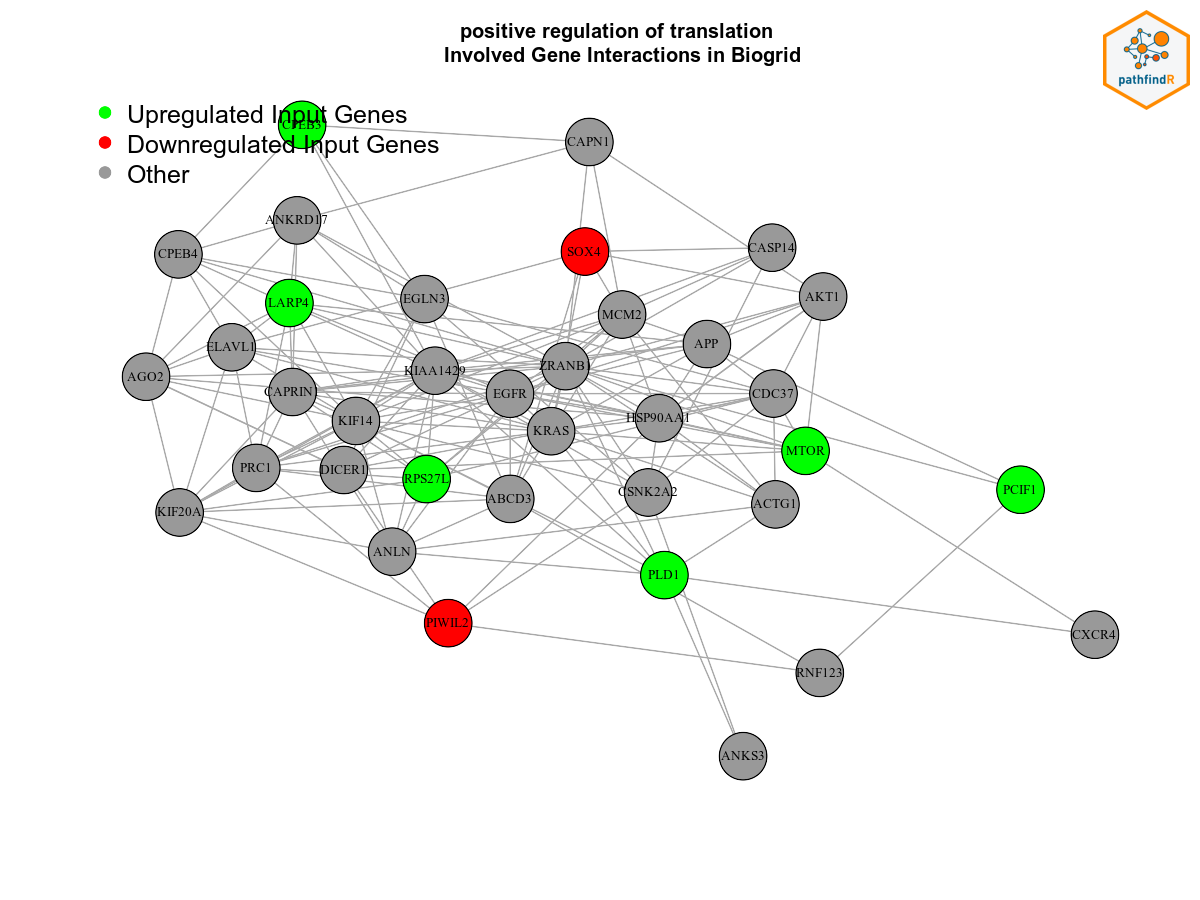 positive regulation of translation
Involved Gene Interactions in Biogrid
pathfindR
Upregulated Input Genes
Downregulated Input Genes
Other
CPEB3
CAPN1
ANKRD17
CPEB4
SOX4
CASP14
LARP4
EGLN3
AKT1
MCM2
ELAVL1
APP
AGO2
KIAA1429
ZRANB1
CAPRIN1
EGFR
CDC37
KIF14
KRAS
HSP90AA1
MTOR
PRC1
DICER1
RPS27L
PCIF1
ABCD3
CSNK2A2
ACTG1
KIF20A
ANLN
PLD1
PIWIL2
CXCR4
RNF123
ANKS3